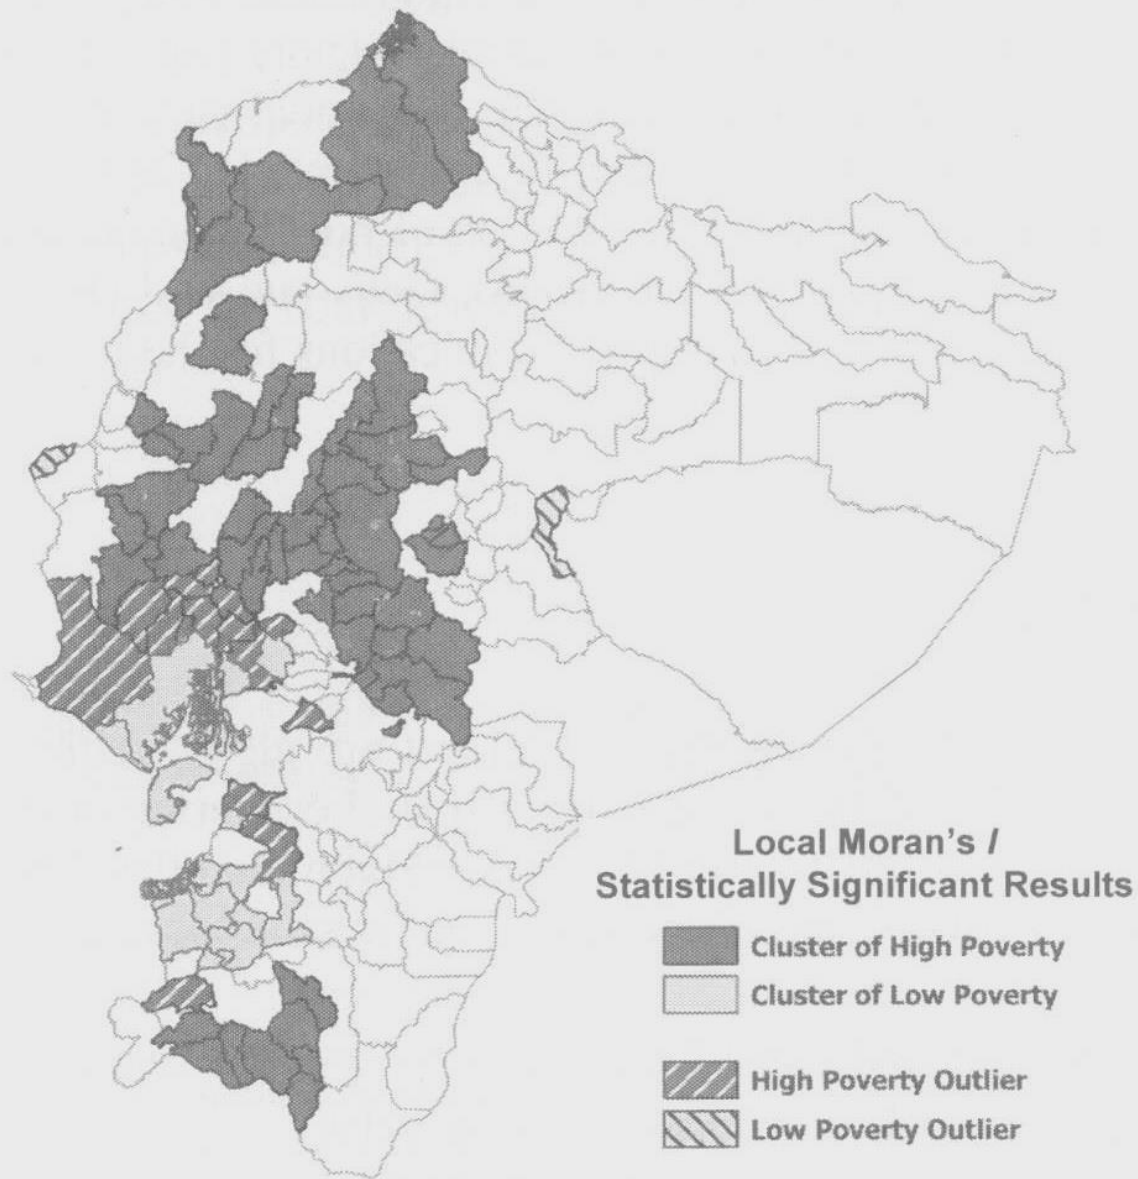 Local Moran's I
Statistically Significant Results
Cluster of High Poverty
Cluster of Low Poverty
High Poverty Outlier
Low Poverty Outlier